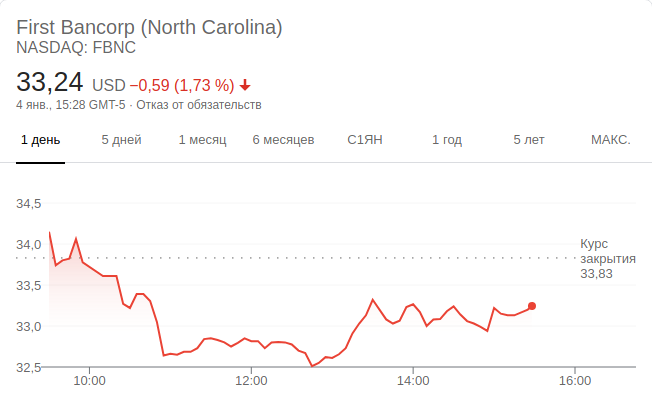 First Bancorp (North Carolina)
NASDAQ: FBNC
33,24 USD −0,59 (1,73 %)
4 янв., 15:28 GMT-5 · Отказ от обязательств
1 день 5 дней 1 месяц 6 месяцев С1ЯН 1 год 5 лет МАКС.
34,5
34,0
33,5
33,0
32,5
Курс
закрытия
33,83
10:00 12:00 14:00 16:00